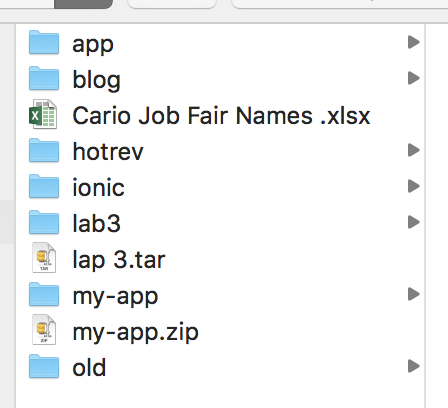 app
blog
Cario Job Fair Names .xlsx
hotrev
ionic
lab3
lap 3.tar
my-app
my-app.zip
old